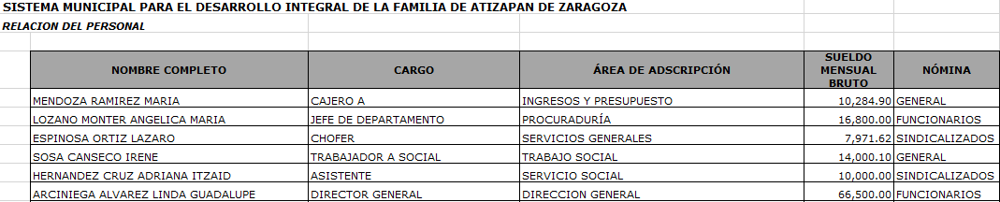 SISTEMA MUNICIPAL PARA EL DESARROLLO INTEGRAL DE LA FAMILIA DE ATIZAPAN DE ZARAGOZA
RELACION DEL PERSONAL
NOMBRE COMPLETO CARGO ÁREA DE ADSCRIPCIÓN SUELDO MENSUAL BRUTO NÓMINA
MENDOZA RAMIREZ MARIA CAJERO A INGRESOS Y PRESUPUESTO 10,284.90 GENERAL
LOZANO MONTER ANGELICA MARIA JEFE DE DEPARTAMENTO PROCURADURÍA 16,800.00 FUNCIONARIOS
ESPINOSA ORTIZ LAZARO CHOFER SERVICIOS GENERALES 7,971.62 SINDICALIZADOS
SOSA CANSECO IRENE TRABAJADOR A SOCIAL TRABAJO SOCIAL 14,000.10 GENERAL
HERNANDEZ CRUZ ADRIANA ITZAID ASISTENTE SERVICIO SOCIAL 10,000.00 SINDICALIZADOS
ARCINIEGA ALVAREZ LINDA GUADALUPE DIRECTOR GENERAL DIRECCION GENERAL 66,500.00 FUNCIONARIOS